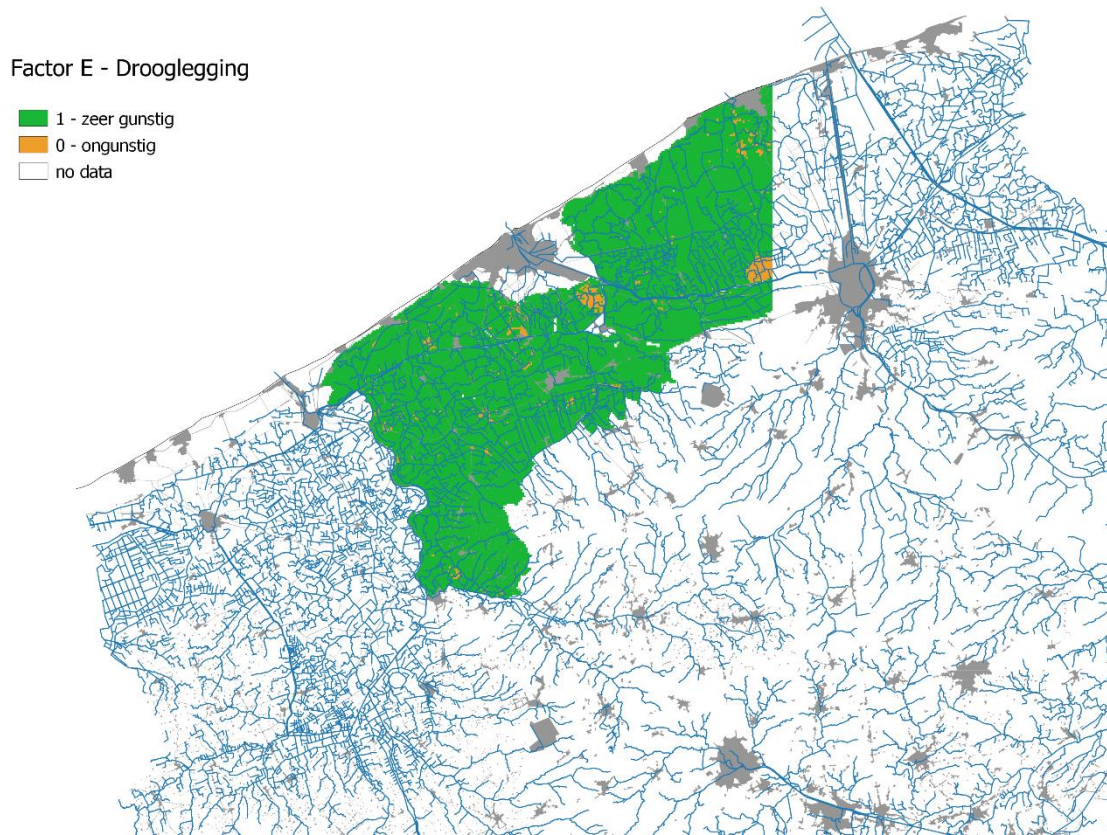 Factor E - Drooglegging
1 - zeer gunstig
0 - ongunstig
no data